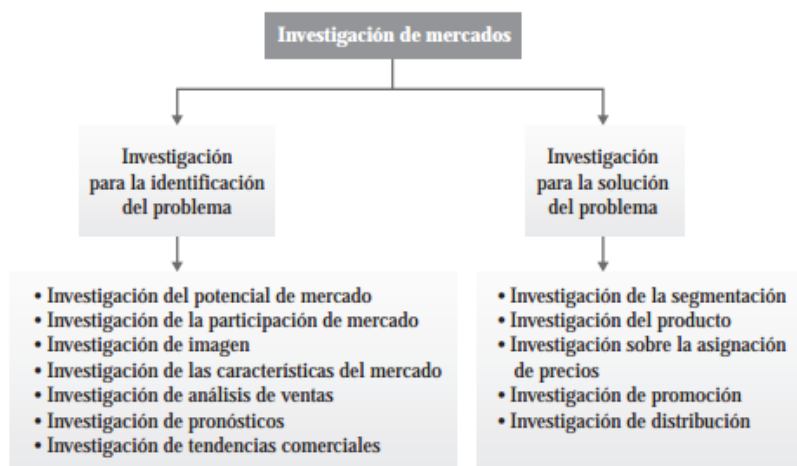 Investigación de mercados
Investigación
para la identificación
del problema
Investigación
para la solución
del problema
• Investigación del potencial de mercado
• Investigación de la participación de mercado
• Investigación de imagen
• Investigación de las características del mercado
• Investigación de análisis de ventas
• Investigación de pronósticos
• Investigación de tendencias comerciales
• Investigación de la segmentación
• Investigación del producto
• Investigación sobre la asignación
de precios
• Investigación de promoción
• Investigación de distribución